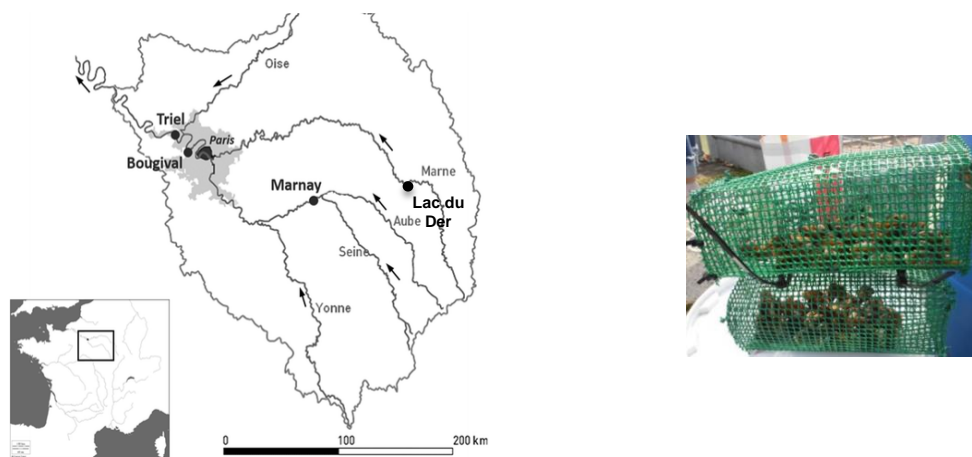 Oise
Triel
Paris
Bougival
Marne
Marnay
Lac du
Aube Der
Seine
Yonne
0 100 200 km